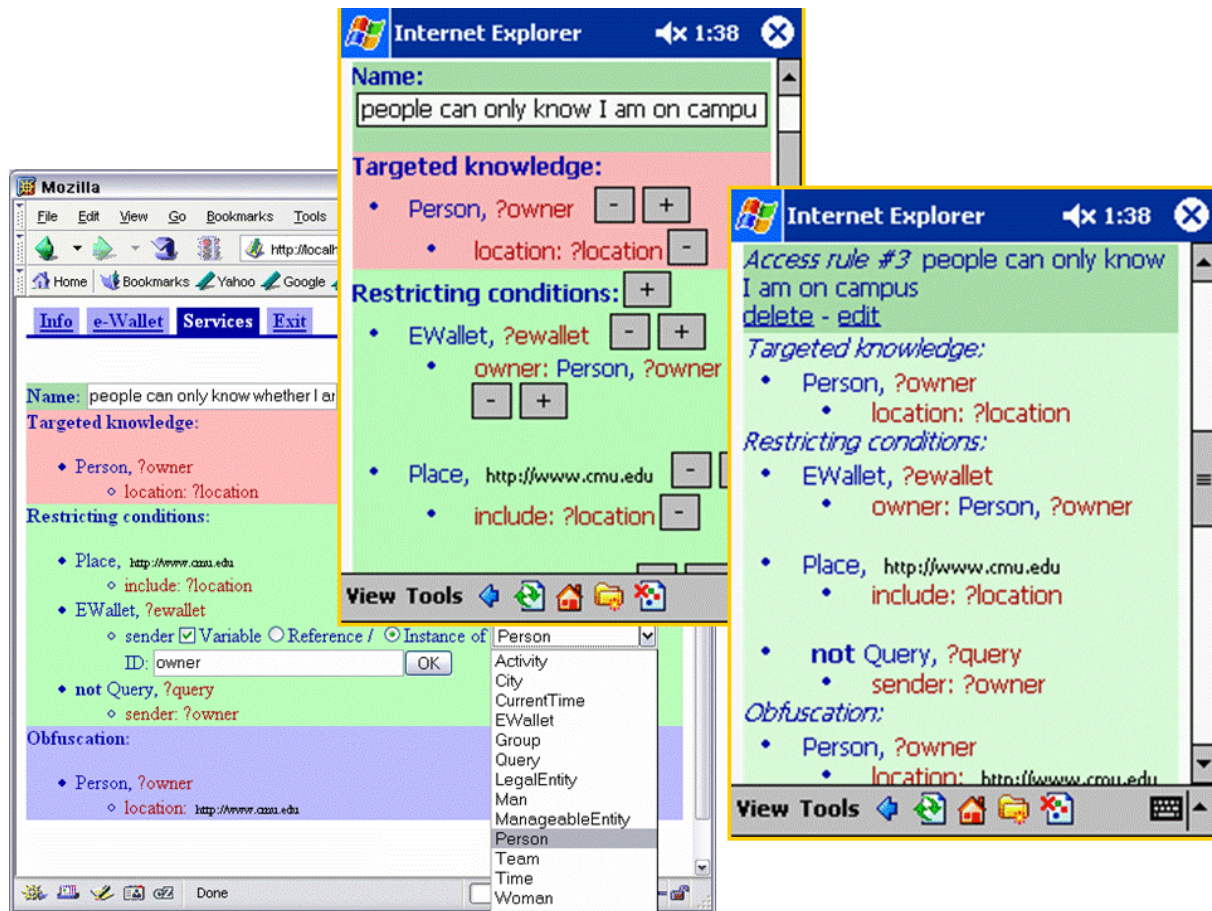 Mozilla
File Edit View Go Bookmarks Tools
http://localh
Home Bookmarks Yahoo Google
Info e-Wallet Services Exit
Name: people can only know whether I ar
Targeted knowledge:
Person, ?owner
location: ?location
Restricting conditions:
Place, http://www.cmu.edu
include: ?location
EWallet, ?ewallet
sender Variable Reference / Instance of Person
ID: owner OK
not Query, ?query
sender: ?owner
Obfuscation:
Person, ?owner
location: http://www.cmu.edu
Activity
City
CurrentTime
EWallet
Group
Query
LegalEntity
Man
ManageableEntity
Person
Team
Time
Woman
Done
Internet Explorer 1:38
Name:
people can only know I am on campu
Targeted knowledge:
Person, ?owner - +
location: ?location -
Restricting conditions: +
EWallet, ?ewallet - +
owner: Person, ?owner
- +
Place, http://www.cmu.edu -
include: ?location -
View Tools
Internet Explorer 1:38
Access rule #3 people can only know
I am on campus
delete - edit
Targeted knowledge:
Person, ?owner
location: ?location
Restricting conditions:
EWallet, ?ewallet
owner: Person, ?owner
Place, http://www.cmu.edu
include: ?location
not Query, ?query
sender: ?owner
Obfuscation:
Person, ?owner
location: http://www.cmu.edu
View Tools